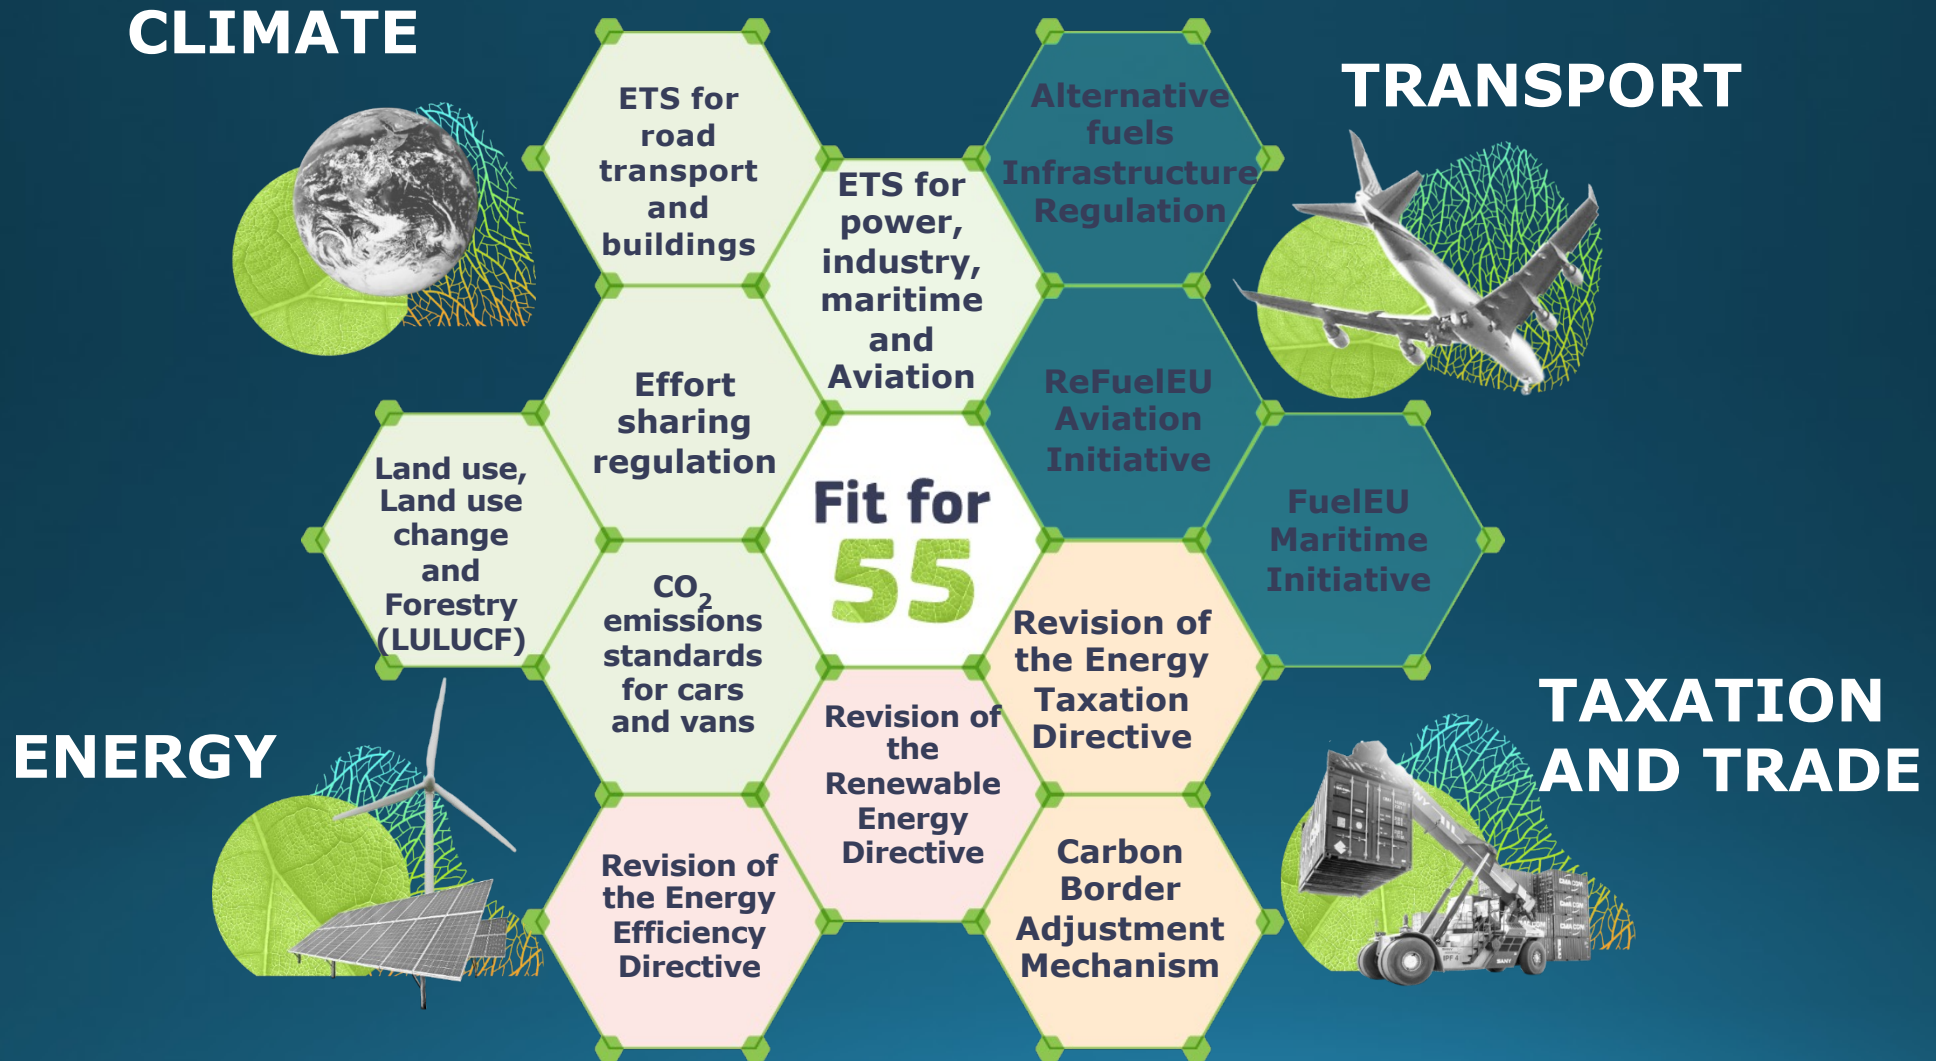 CLIMATE
TRANSPORT
ETS for
road
transport
and
buildings
ETS for
power,
industry,
maritime
and
Aviation
Alternative
fuels
Infrastructure
Regulation
Effort
sharing
regulation
ReFuelEU
Aviation
Initiative
Land use,
Land use
change
and
Forestry
(LULUCF)
Fit for
55
FuelEU
Maritime
Initiative
CO2
emissions
standards
for cars
and vans
Revision of
the Energy
Taxation
Directive
ENERGY
TAXATION
AND TRADE
Revision of
the
Renewable
Energy
Directive
Revision of
the Energy
Efficiency
Directive
Carbon
Border
Adjustment
Mechanism
IPF 4
SANY